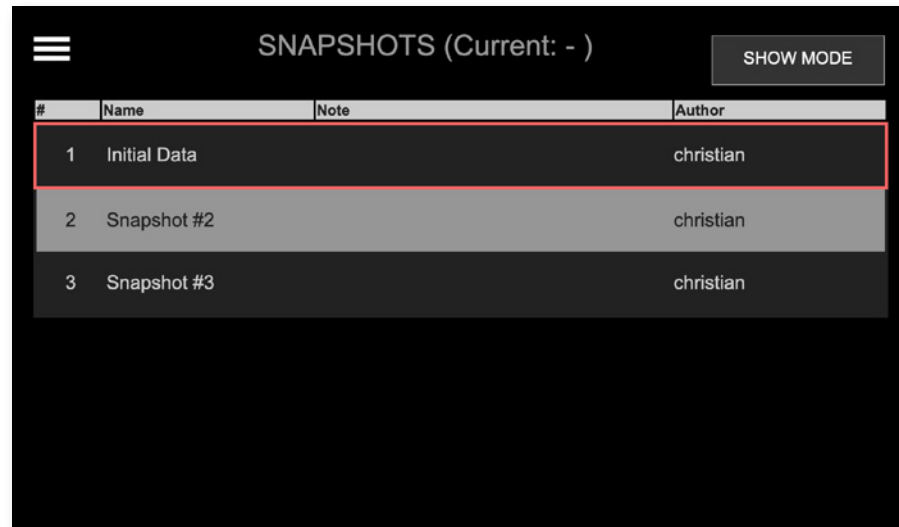 SNAPSHOTS (Current: - )
SHOW MODE
# Name Note Author
1 Initial Data christian
2 Snapshot #2 christian
3 Snapshot #3 christian